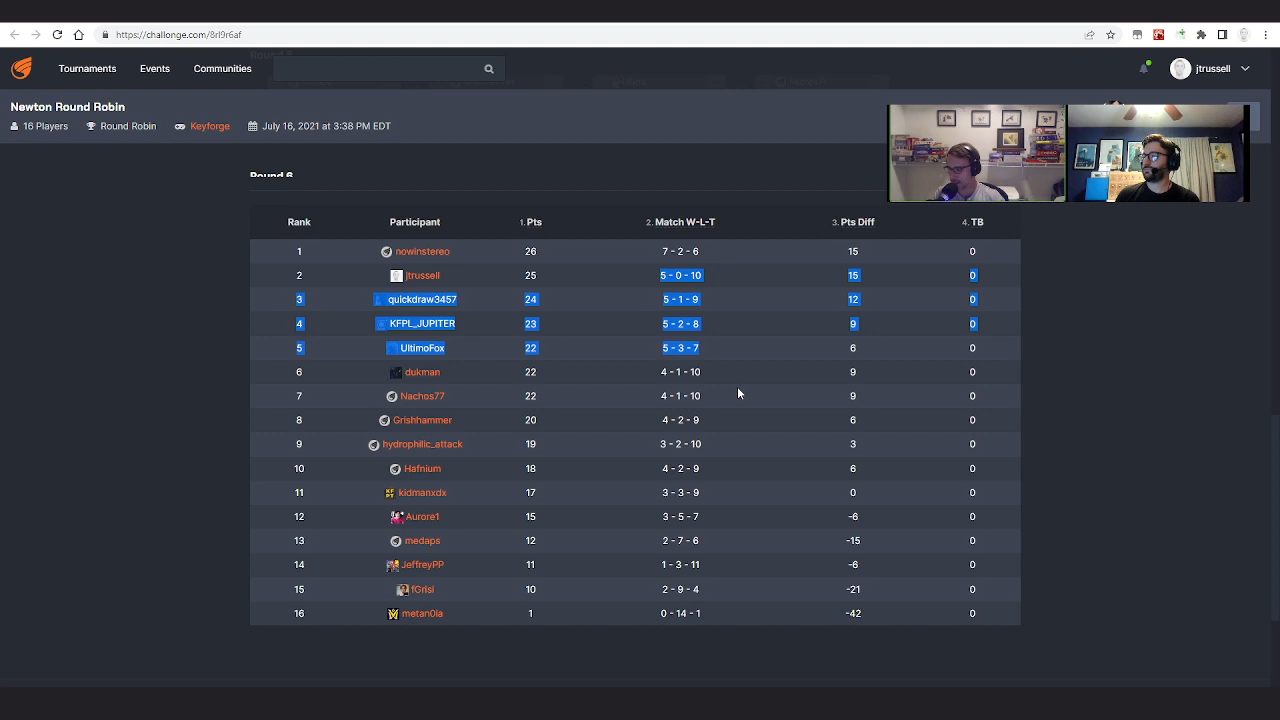 https://challonge.com/8rl9r6af
Tournaments Events Communities jtrussell
Newton Round Robin
16 Players Round Robin Keyforge July 16, 2021 at 3:38 PM EDT
Round 6
Rank Participant 1. Pts 2. Match W-L-T 3. Pts Diff 4. TB
1 nowinstereo 26 7 - 2 - 6 15 0
2 jtrussell 25 5 - 0 - 10 15 0
3 quickdraw3457 24 5 - 1 - 9 12 0
4 KFPL_JUPITER 23 5 - 2 - 8 9 0
5 UltimoFox 22 5 - 3 - 7 6 0
6 dukman 22 4 - 1 - 10 9 0
7 Nachos77 22 4 - 1 - 10 9 0
8 Grishhammer 20 4 - 2 - 9 6 0
9 hydrophilic_attack 19 3 - 2 - 10 3 0
10 Hafnium 18 4 - 2 - 9 6 0
11 kidmanxdx 17 3 - 3 - 9 0 0
12 Aurore1 15 3 - 5 - 7 -6 0
13 medaps 12 2 - 7 - 6 -15 0
14 JeffreyPP 11 1 - 3 - 11 -6 0
15 fGrisi 10 2 - 9 - 4 -21 0
16 metan0ia 1 0 - 14 - 1 -42 0